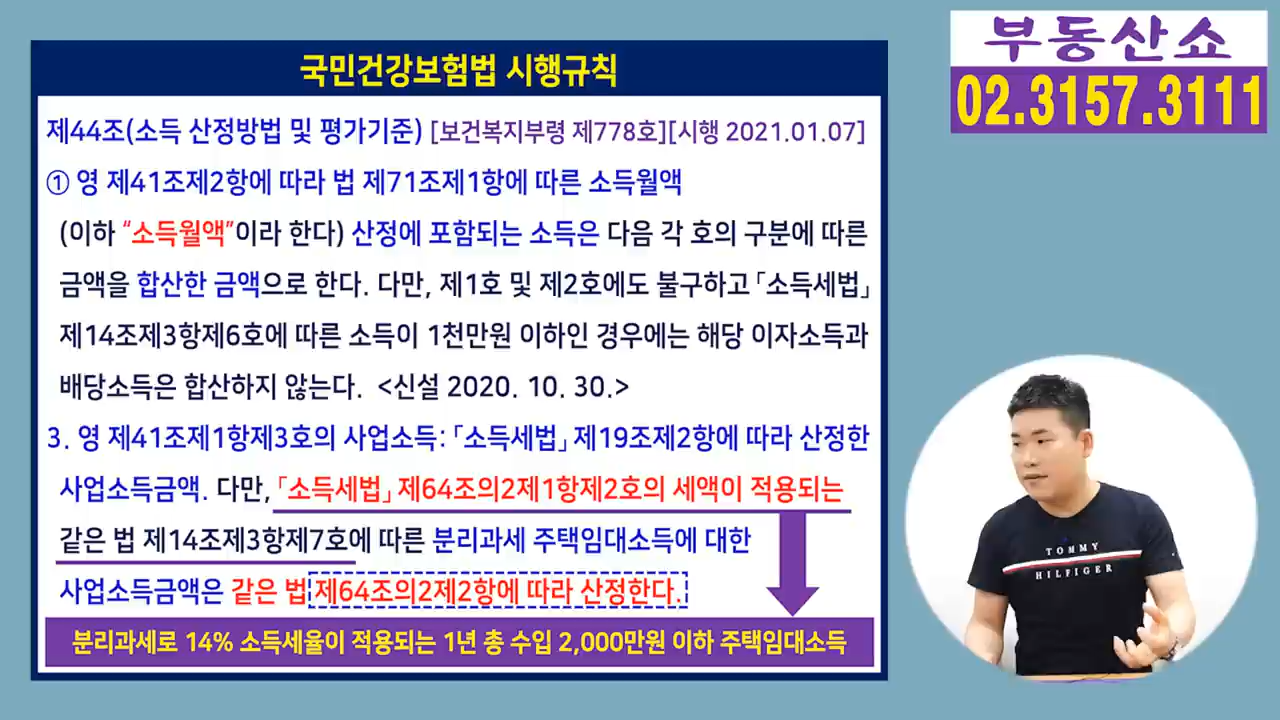 국민건강보험법 시행규칙
제44조(소득 산정방법 및 평가기준) [보건복지부령 제778호][시행 2021.01.07]
① 영 제41조제2항에 따라 법 제71조제1항에 따른 소득월액
(이하 “소득월액”이라 한다) 산정에 포함되는 소득은 다음 각 호의 구분에 따른
금액을 합산한 금액으로 한다. 다만, 제1호 및 제2호에도 불구하고 「소득세법」
제14조제3항제6호에 따른 소득이 1천만원 이하인 경우에는 해당 이자소득과
배당소득은 합산하지 않는다. <신설 2020. 10. 30.>
3. 영 제41조제1항제3호의 사업소득: 「소득세법」 제19조제2항에 따라 산정한
사업소득금액. 다만, 「소득세법」 제64조의2제1항제2호의 세액이 적용되는
같은 법 제14조제3항제7호에 따른 분리과세 주택임대소득에 대한
사업소득금액은 같은 법 제64조의2제2항에 따라 산정한다.
분리과세로 14% 소득세율이 적용되는 1년 총 수입 2,000만원 이하 주택임대소득
부동산쇼
02.3157.3111
TOMMY
HILFIGER